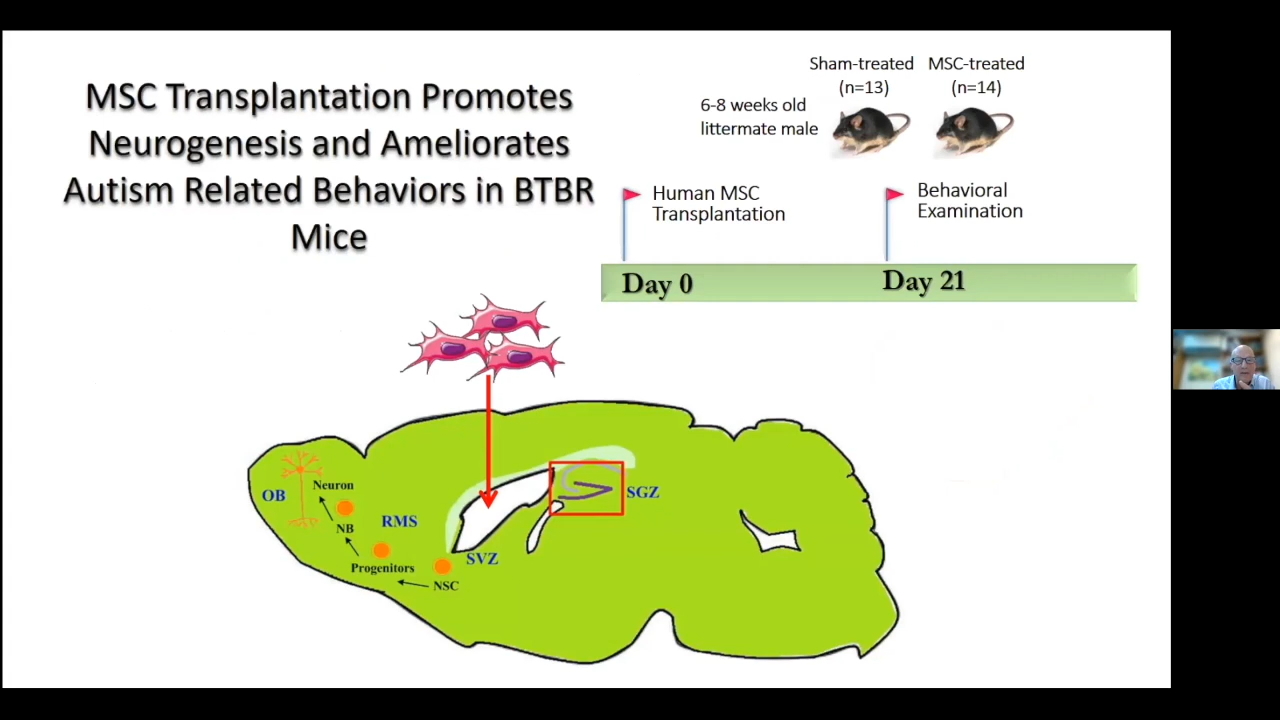 MSC Transplantation Promotes
Neurogenesis and Ameliorates
Autism Related Behaviors in BTBR
Mice
Sham-treated
(n=13)
MSC-treated
(n=14)
6-8 weeks old
littermate male
Human MSC
Transplantation
Behavioral
Examination
Day 0
Day 21
OB
Neuron
NB
RMS
Progenitors
NSC
SVZ
SGZ